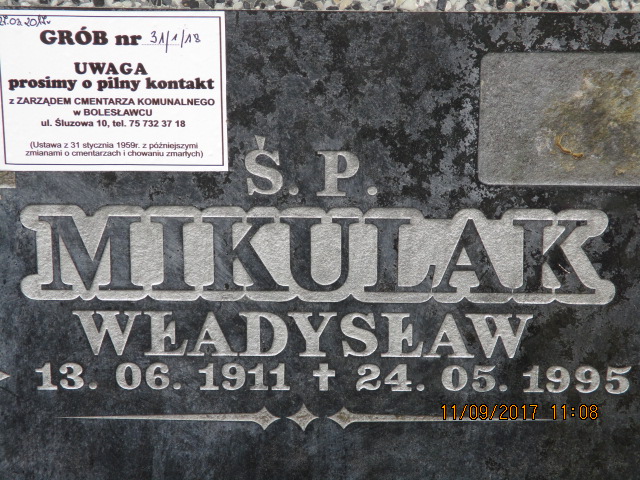 GRÓB nr 31/1/18
UWAGA
prosimy o pilny kontakt
z ZARZĄDEM CMENTARZA KOMUNALNEGO
w BOLESŁAWCU
ul. Śluzowa 10, tel. 75 732 37 18
(Ustawa z 31 stycznia 1959r. z późniejszymi
zmianami o cmentarzach i chowaniu zmarłych)
Ś. P.
MIKULAK
WŁADYSŁAW
13. 06. 1911 ✝ 24. 05. 1995
11/09/2017 11:08